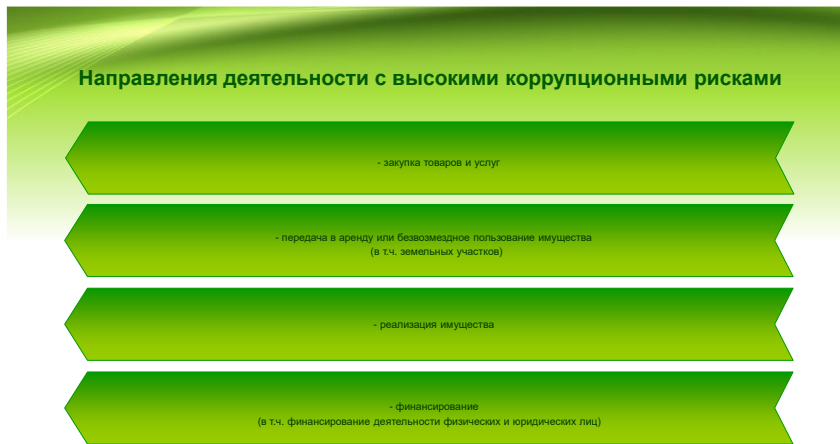 Направления деятельности с высокими коррупционными рисками
- закупка товаров и услуг
- передача в аренду или безвозмездное пользование имущества
(в т.ч. земельных участков)
- реализация имущества
- финансирование
(в т.ч. финансирование деятельности физических и юридических лиц)